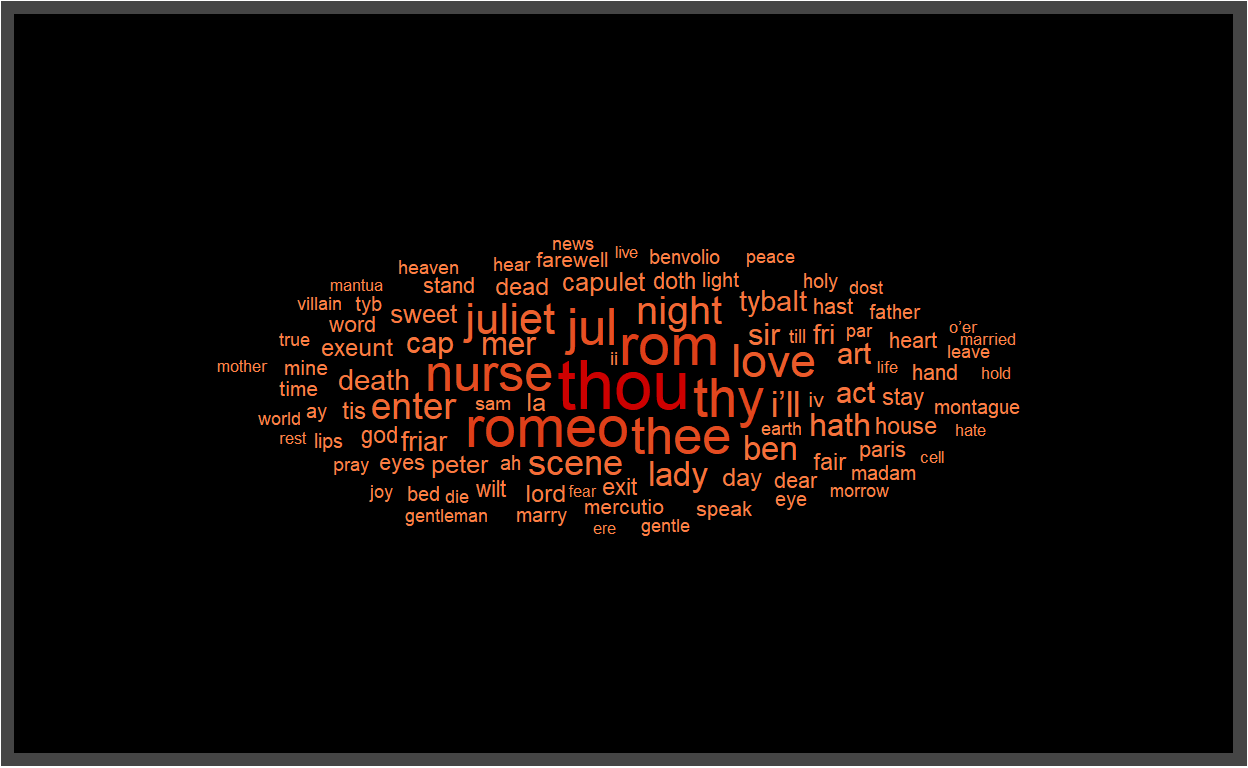 news
heaven hear farewell live benvolio peace
mantua stand dead capulet doth light holy dost
villain tyb sweet juliet jul night tybalt hast father
true word exeunt cap mer ii rom sir till fri par heart o’er married
mother mine death nurse thou love art life hand leave hold
time enter sam la thy i’ll iv act stay montague
world ay tis romeo thee earth hath house hate
rest lips god friar scene ben paris cell
pray eyes peter ah lady day dear fair madam
joy bed die wilt lord fear exit eye morrow
gentleman marry mercutio speak
ere gentle